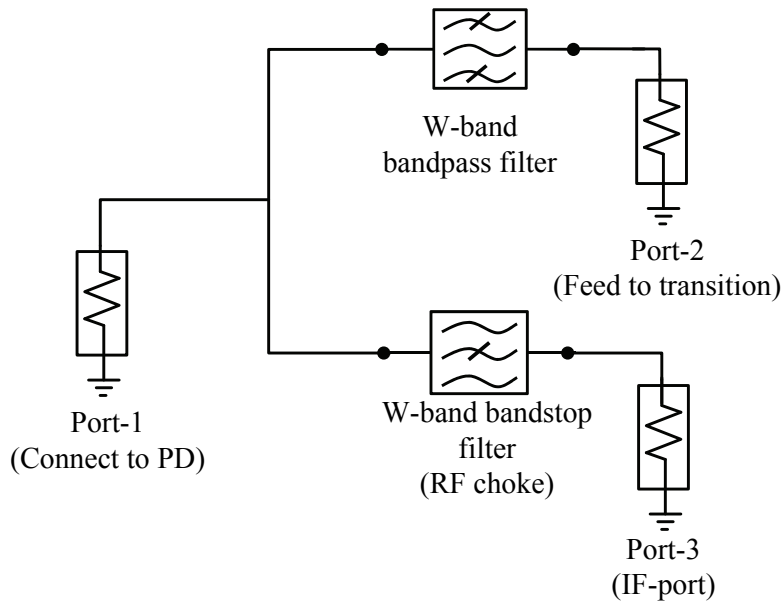 W-band
bandpass filter
Port-2
(Feed to transition)
Port-1
(Connect to PD)
W-band bandstop
filter
(RF choke)
Port-3
(IF-port)